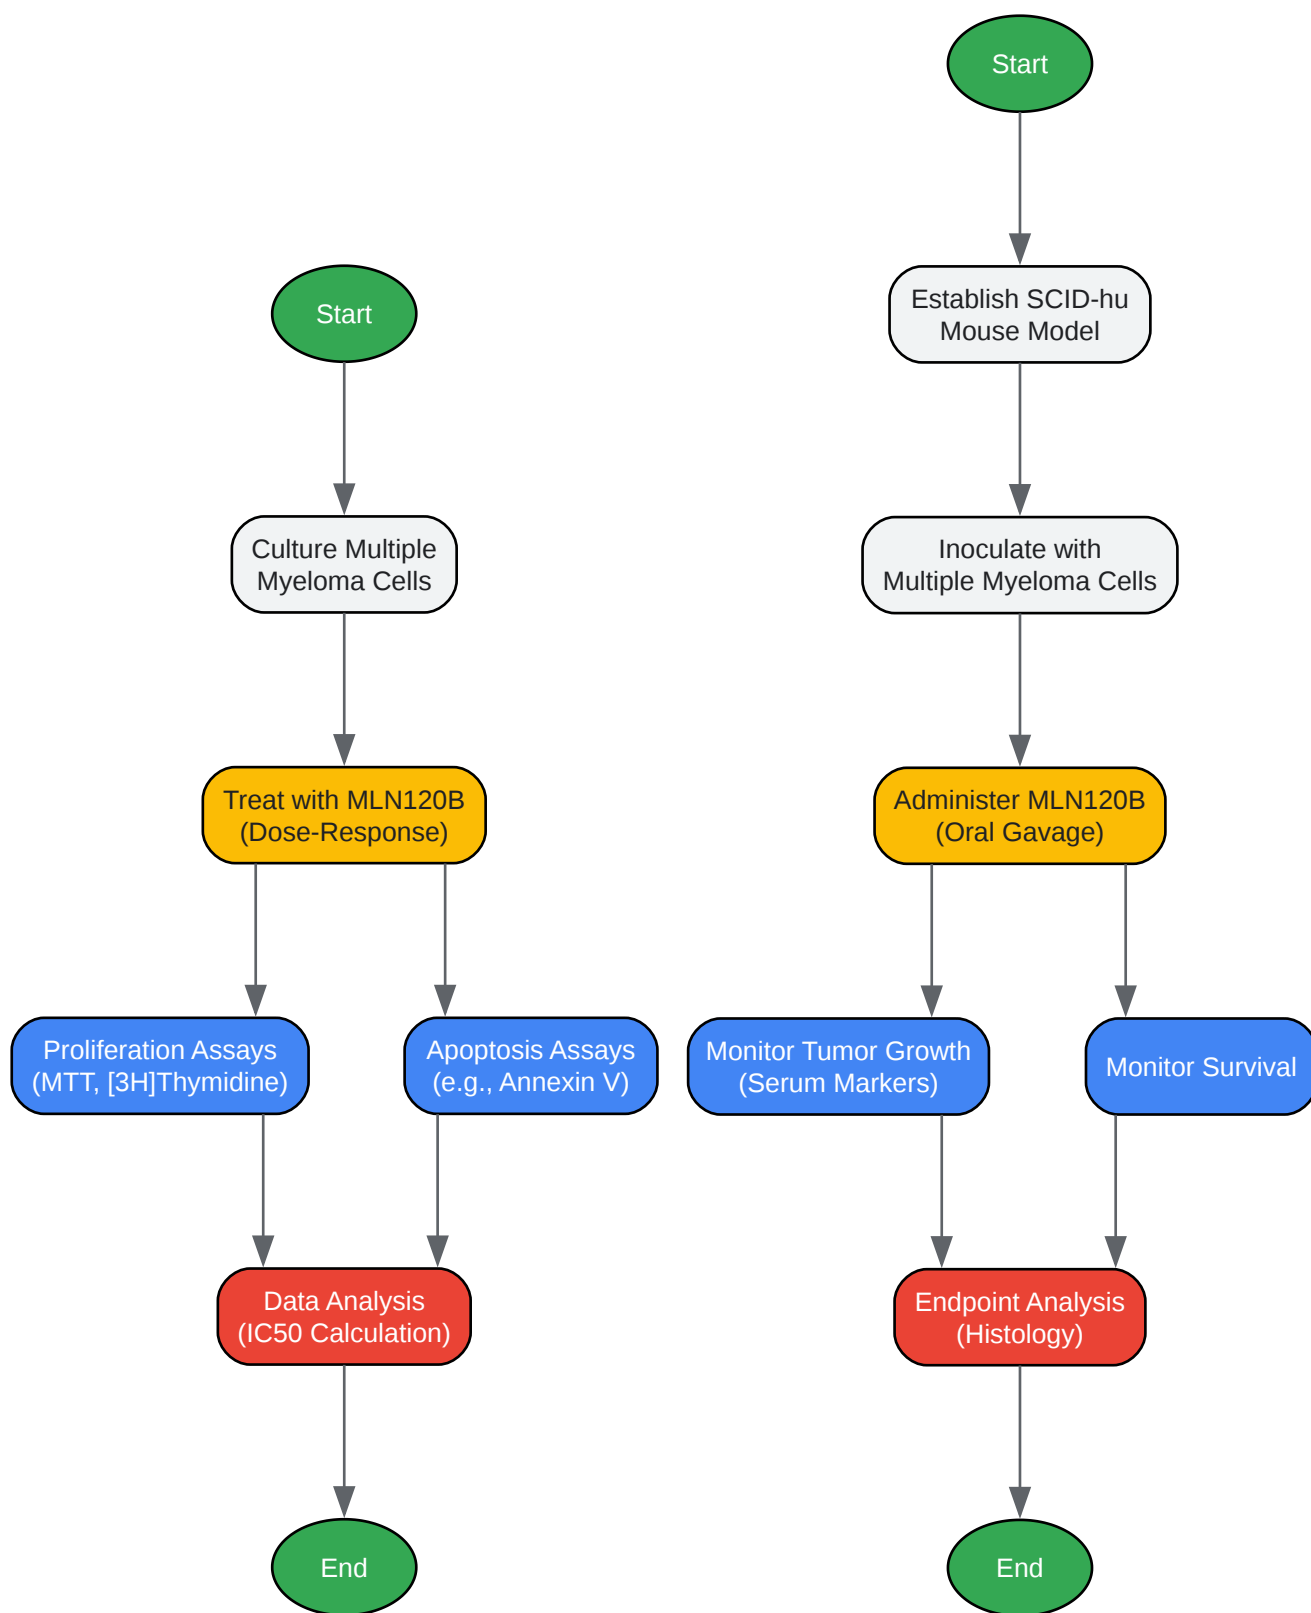 Start
Culture Multiple
Myeloma Cells
Treat with MLN120B
(Dose-Response)
Proliferation Assays
(MTT, [3H]Thymidine)
Apoptosis Assays
(e.g., Annexin V)
Data Analysis
(IC50 Calculation)
End
Start
Establish SCID-hu
Mouse Model
Inoculate with
Multiple Myeloma Cells
Administer MLN120B
(Oral Gavage)
Monitor Tumor Growth
(Serum Markers)
Monitor Survival
Endpoint Analysis
(Histology)
End